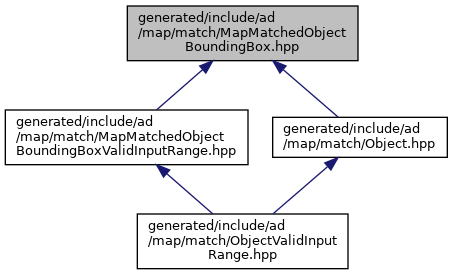 generated/include/ad
/map/match/MapMatchedObject
BoundingBox.hpp
generated/include/ad
/map/match/MapMatchedObject
BoundingBoxValidInputRange.hpp
generated/include/ad
/map/match/Object.hpp
generated/include/ad
/map/match/ObjectValidInput
Range.hpp